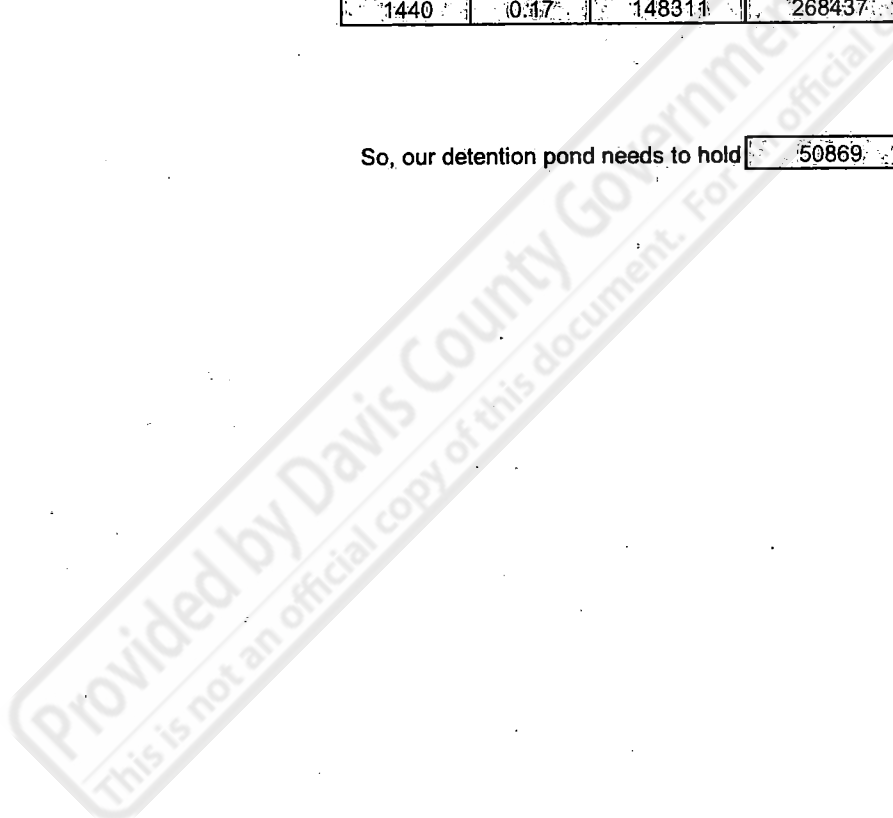 1440 0.17 148311 268437
So, our detention pond needs to hold 50869
Provided by Davis County Government
This is not an official copy of this document. For an official c